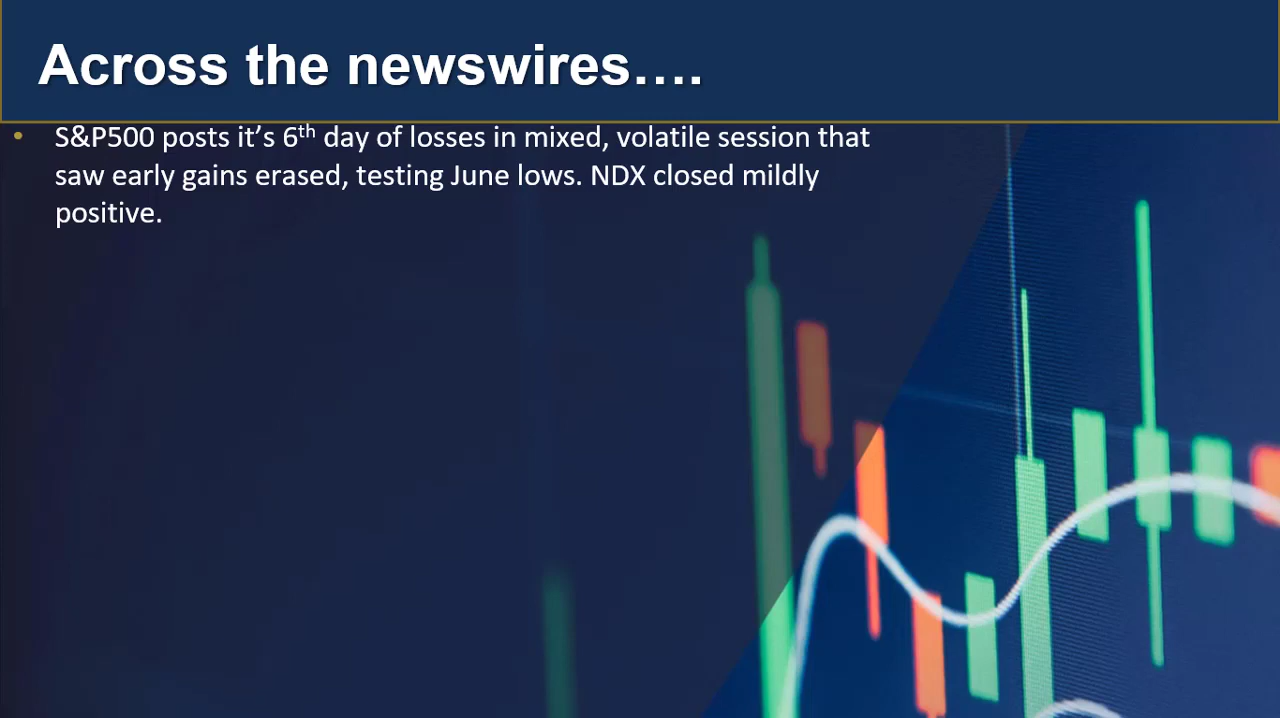 Across the newswires….
• S&P500 posts it’s 6th day of losses in mixed, volatile session that
saw early gains erased, testing June lows. NDX closed mildly
positive.